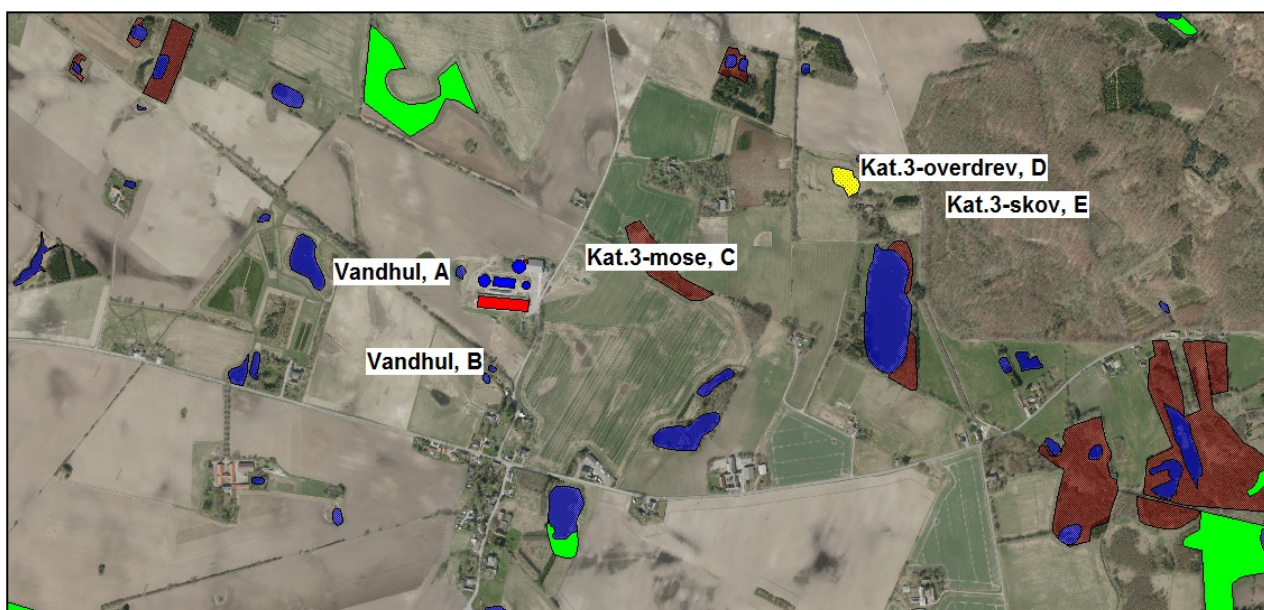 Kat.3-overdrev, D
Kat.3-skov, E
Kat.3-mose, C
Vandhul, A
Vandhul, B